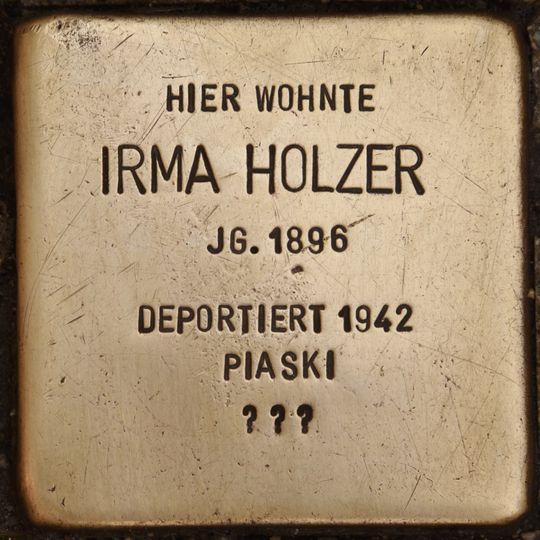 HIER WOHNTE
IRMA HOLZER
JG. 1896
DEPORTIERT 1942
PIASKI
???